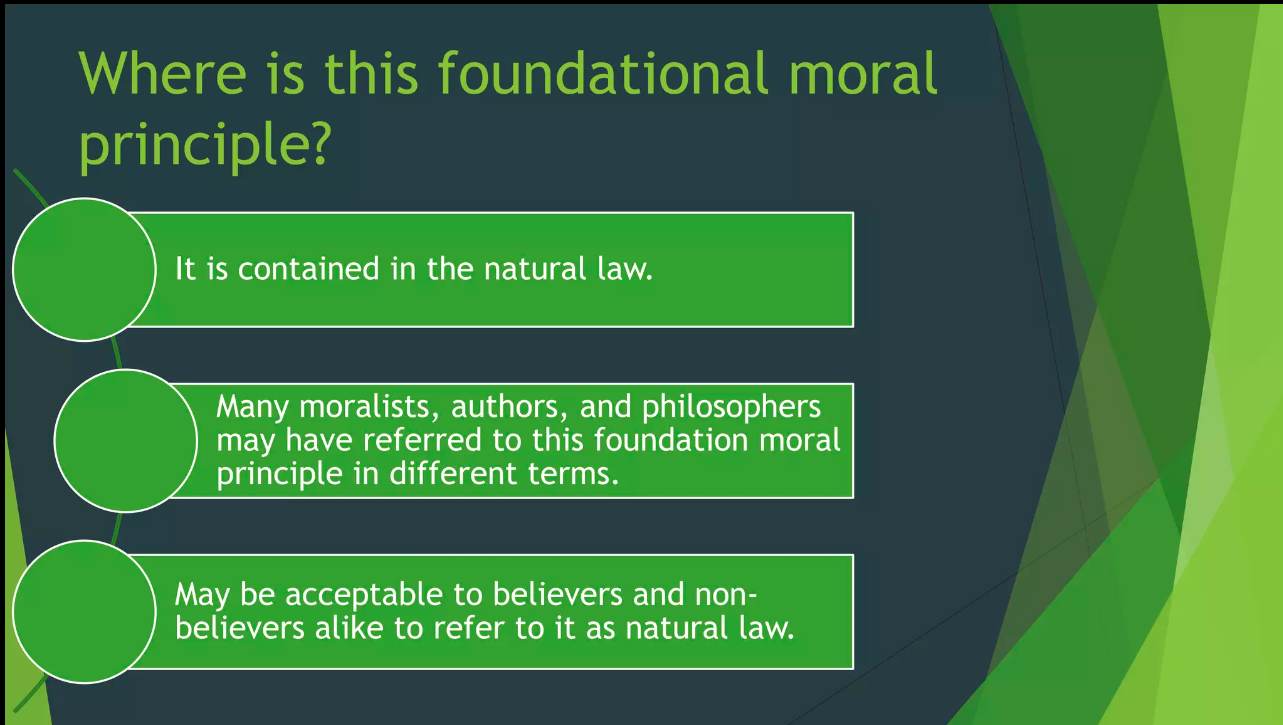 Where is this foundational moral
principle?
It is contained in the natural law.
Many moralists, authors, and philosophers
may have referred to this foundation moral
principle in different terms.
May be acceptable to believers and non-
believers alike to refer to it as natural law.